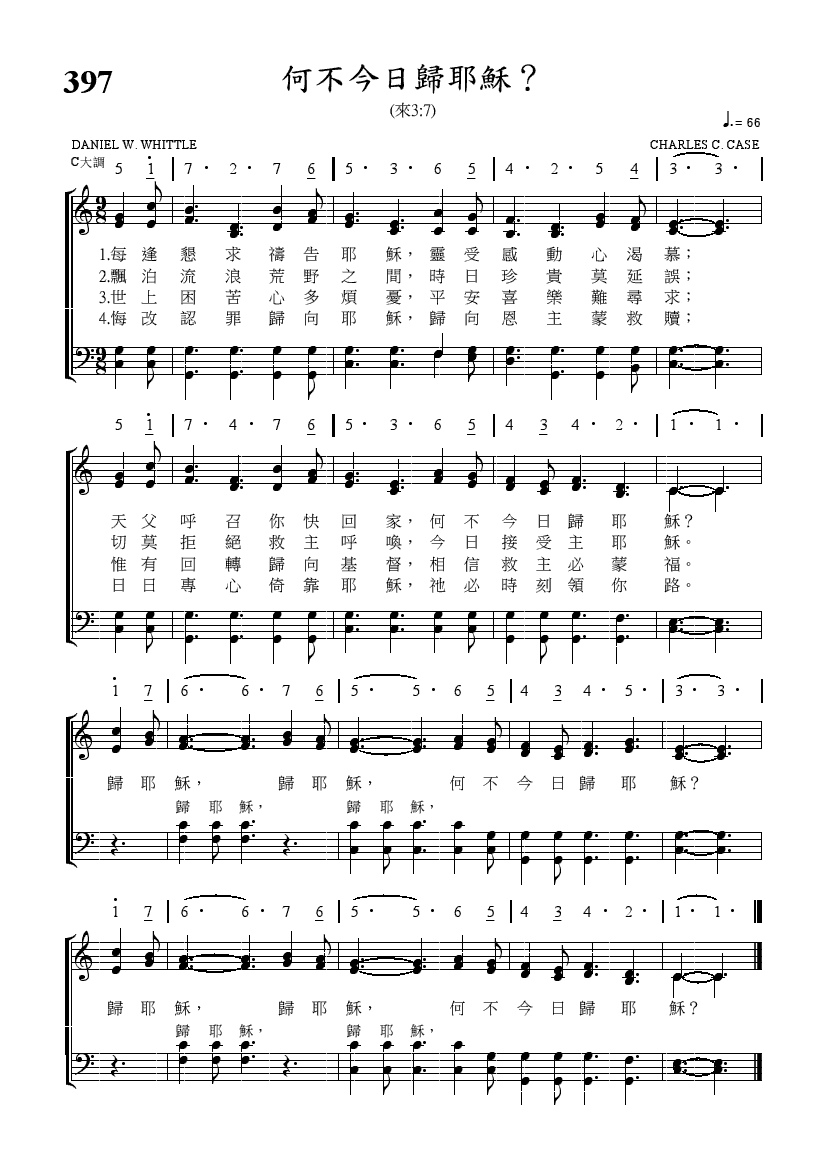 397
何不今日歸耶穌？
(來3:7)
♩.= 66
DANIEL W. WHITTLE CHARLES C. CASE
C大調
5 1 | 7 · 2 · 7 6 | 5 · 3 · 6 5 | 4 · 2 · 5 4 | 3 · 3 · |
9/8
1.每逢懇求禱告耶穌，靈受感動心渴慕；
2.飄泊流浪荒野之間，時日珍貴莫延誤；
3.世上困苦心多煩憂，平安喜樂難尋求；
4.悔改認罪歸向耶穌，歸向恩主蒙救贖；
9/8
5 1 | 7 · 4 · 7 6 | 5 · 3 · 6 5 | 4 3 4 · 2 · | 1 · 1 · |
天父呼召你快回家，何不今日歸耶穌？
切莫拒絕救主呼喚，今日接受主耶穌。
惟有回轉歸向基督，相信救主必蒙福。
日日專心倚靠耶穌，祂必時刻領你路。
1 7 | 6 · 6 · 7 6 | 5 · 5 · 6 5 | 4 3 4 · 5 · | 3 · 3 · |
歸耶穌，歸耶穌，何不今日歸耶穌？
歸耶穌，歸耶穌，
1 7 | 6 · 6 · 7 6 | 5 · 5 · 6 5 | 4 3 4 · 2 · | 1 · 1 ·
歸耶穌，歸耶穌，何不今日歸耶穌？
歸耶穌，歸耶穌，